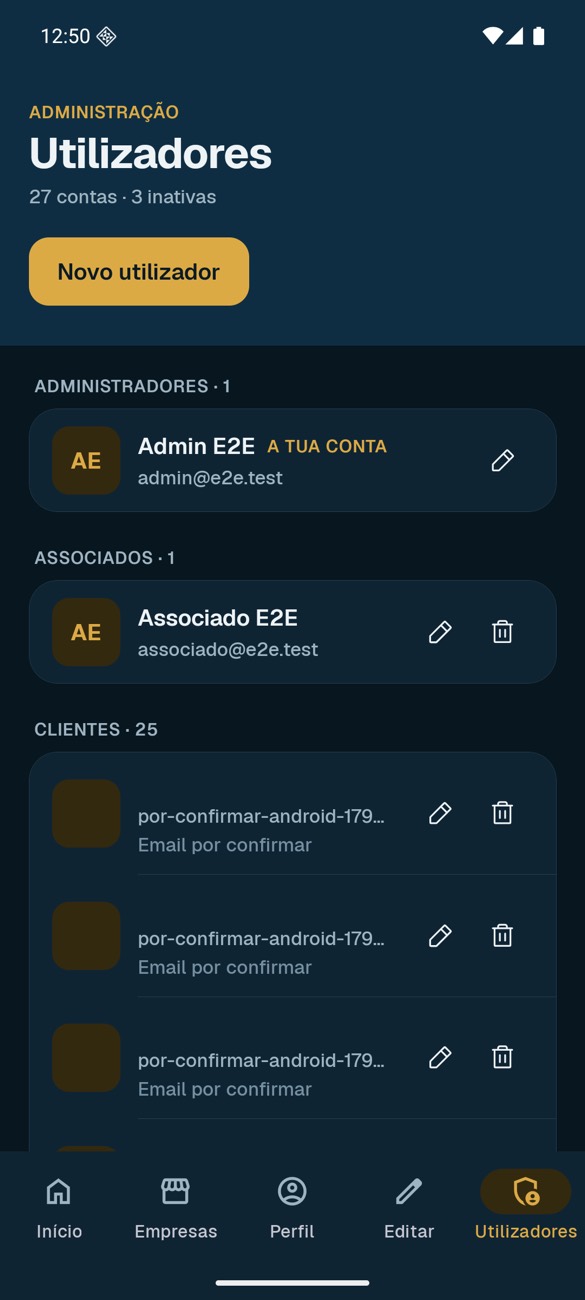 12:50
ADMINISTRAÇÃO
Utilizadores
27 contas · 3 inativas
Novo utilizador
ADMINISTRADORES · 1
AE
Admin E2E A TUA CONTA
admin@e2e.test
ASSOCIADOS · 1
AE
Associado E2E
associado@e2e.test
CLIENTES · 25
por-confirmar-android-179...
Email por confirmar
por-confirmar-android-179...
Email por confirmar
por-confirmar-android-179...
Email por confirmar
Início
Empresas
Perfil
Editar
Utilizadores